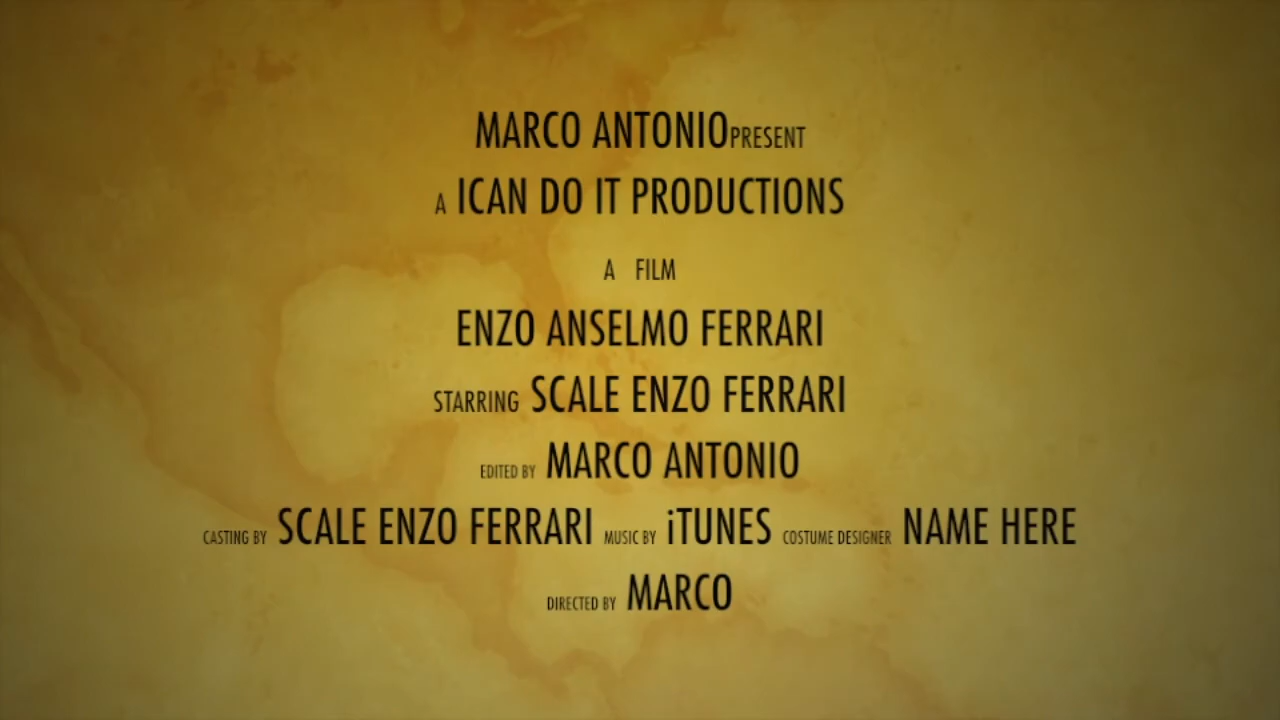 MARCO ANTONIOPRESENT
A ICAN DO IT PRODUCTIONS
A FILM
ENZO ANSELMO FERRARI
STARRING SCALE ENZO FERRARI
EDITED BY MARCO ANTONIO
CASTING BY SCALE ENZO FERRARI MUSIC BY iTUNES COSTUME DESIGNER NAME HERE
DIRECTED BY MARCO